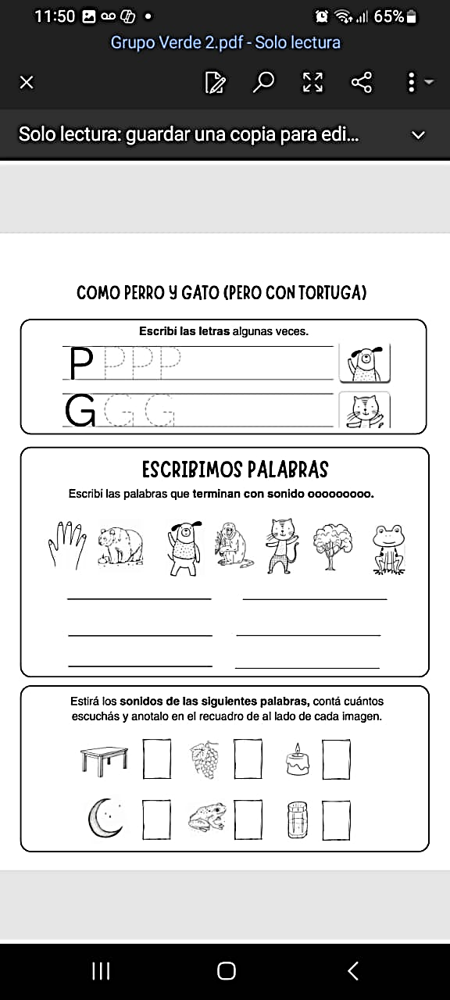 11:50
65%
Grupo Verde 2.pdf - Solo lectura
Solo lectura: guardar una copia para edi...
COMO PERRO Y GATO (PERO CON TORTUGA)
Escribí las letras algunas veces.
P P P P
G G G
ESCRIBIMOS PALABRAS
Escribí las palabras que terminan con sonido ooooooooo.
Estirá los sonidos de las siguientes palabras, contá cuántos
escuchás y anotalo en el recuadro de al lado de cada imagen.